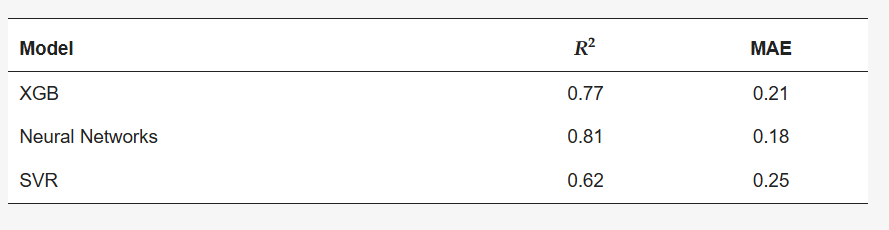 Model R² MAE
XGB 0.77 0.21
Neural Networks 0.81 0.18
SVR 0.62 0.25